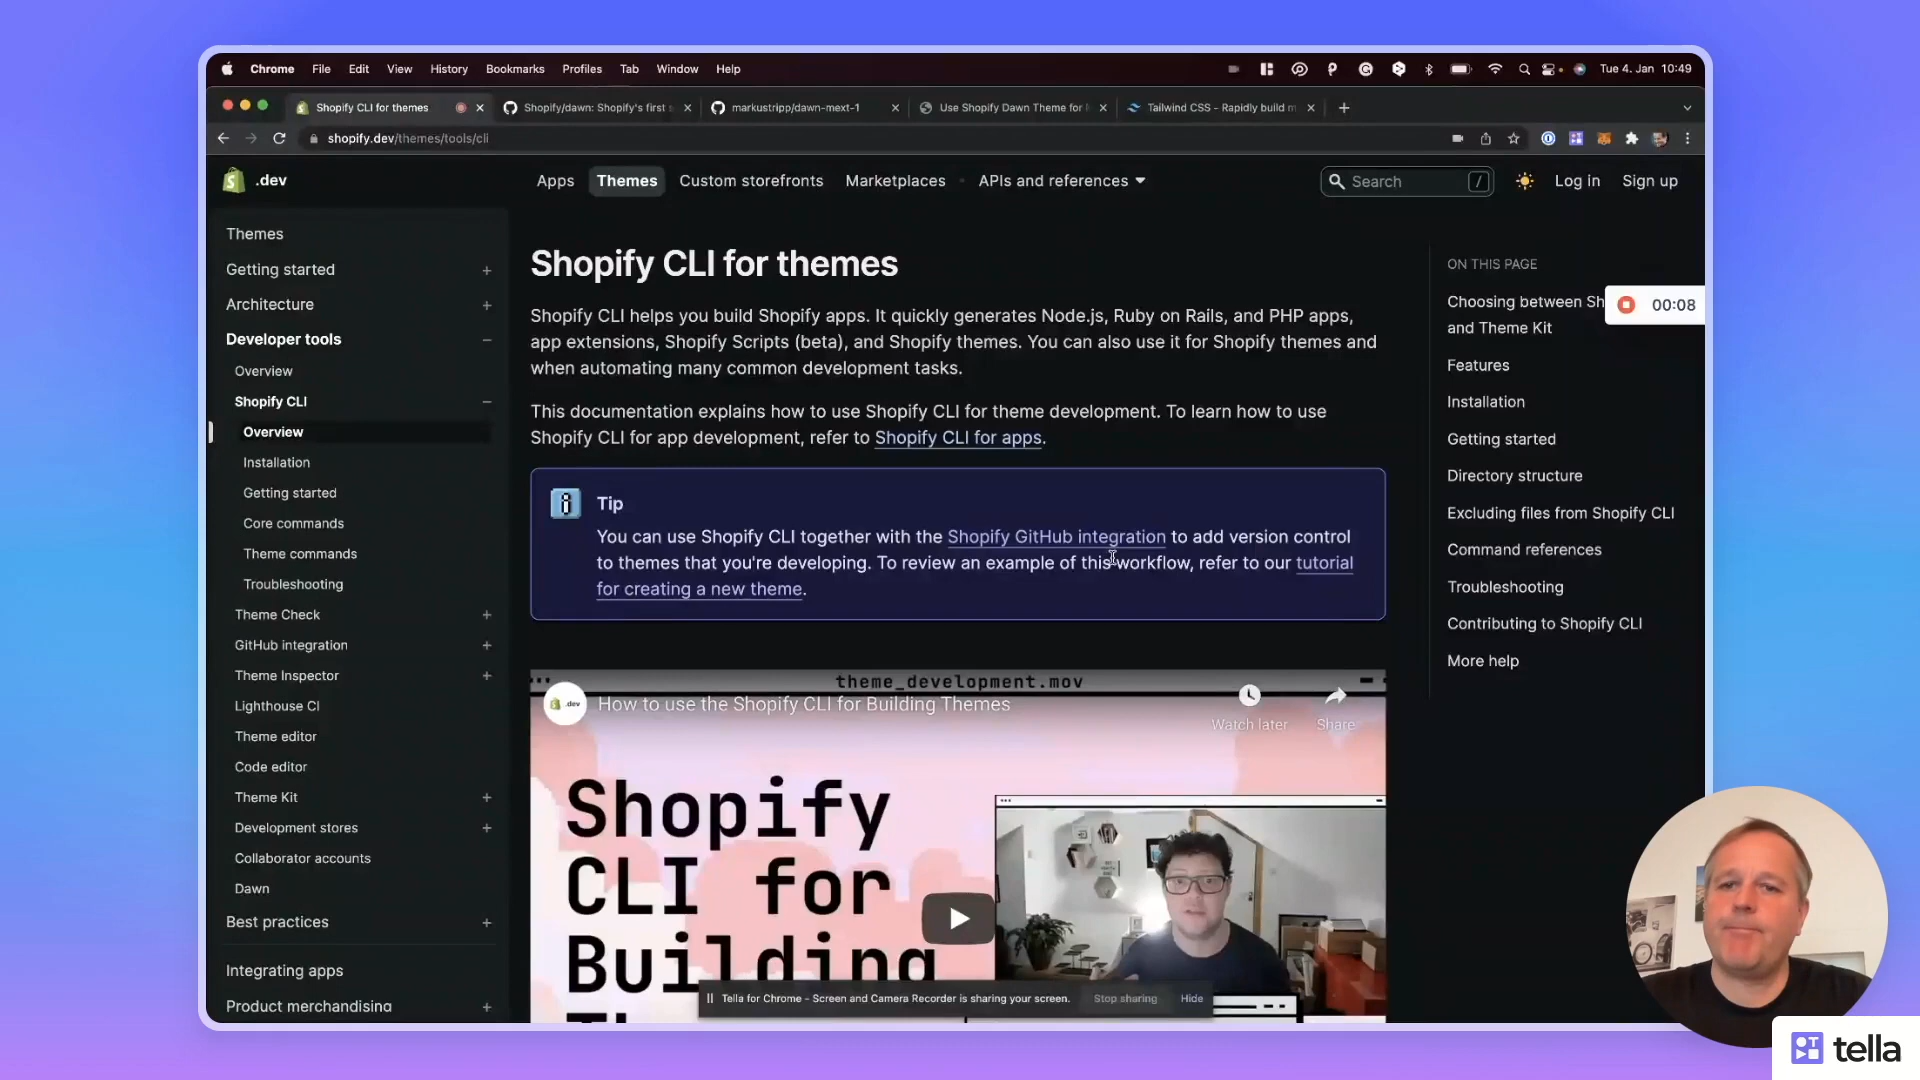 Chrome File Edit View History Bookmarks Profiles Tab Window Help Tue 4. Jan 10:49
Shopify CLI for themes Shopify/dawn: Shopify's first markustripp/dawn-mext-1 Use Shopify Dawn Theme for Tailwind CSS - Rapidly build m
shopify.dev/themes/tools/cli
.dev Apps Themes Custom storefronts Marketplaces APIs and references Search / Log in Sign up
Themes
Getting started
Architecture
Developer tools
Overview
Shopify CLI
Overview
Installation
Getting started
Core commands
Theme commands
Troubleshooting
Theme Check
GitHub integration
Theme Inspector
Lighthouse CI
Theme editor
Code editor
Theme Kit
Development stores
Collaborator accounts
Dawn
Best practices
Integrating apps
Product merchandising
Shopify CLI for themes
Shopify CLI helps you build Shopify apps. It quickly generates Node.js, Ruby on Rails, and PHP apps,
app extensions, Shopify Scripts (beta), and Shopify themes. You can also use it for Shopify themes and
when automating many common development tasks.
This documentation explains how to use Shopify CLI for theme development. To learn how to use
Shopify CLI for app development, refer to Shopify CLI for apps.
Tip
You can use Shopify CLI together with the Shopify GitHub integration to add version control
to themes that you're developing. To review an example of this workflow, refer to our tutorial
for creating a new theme.
theme_development.mov
.dev How to use the Shopify CLI for Building Themes
Watch later Share
Shopify
CLI for
Building
Tella for Chrome - Screen and Camera Recorder is sharing your screen. Stop sharing Hide
ON THIS PAGE
Choosing between Sh
and Theme Kit
Features
Installation
Getting started
Directory structure
Excluding files from Shopify CLI
Command references
Troubleshooting
Contributing to Shopify CLI
More help
00:08
tella